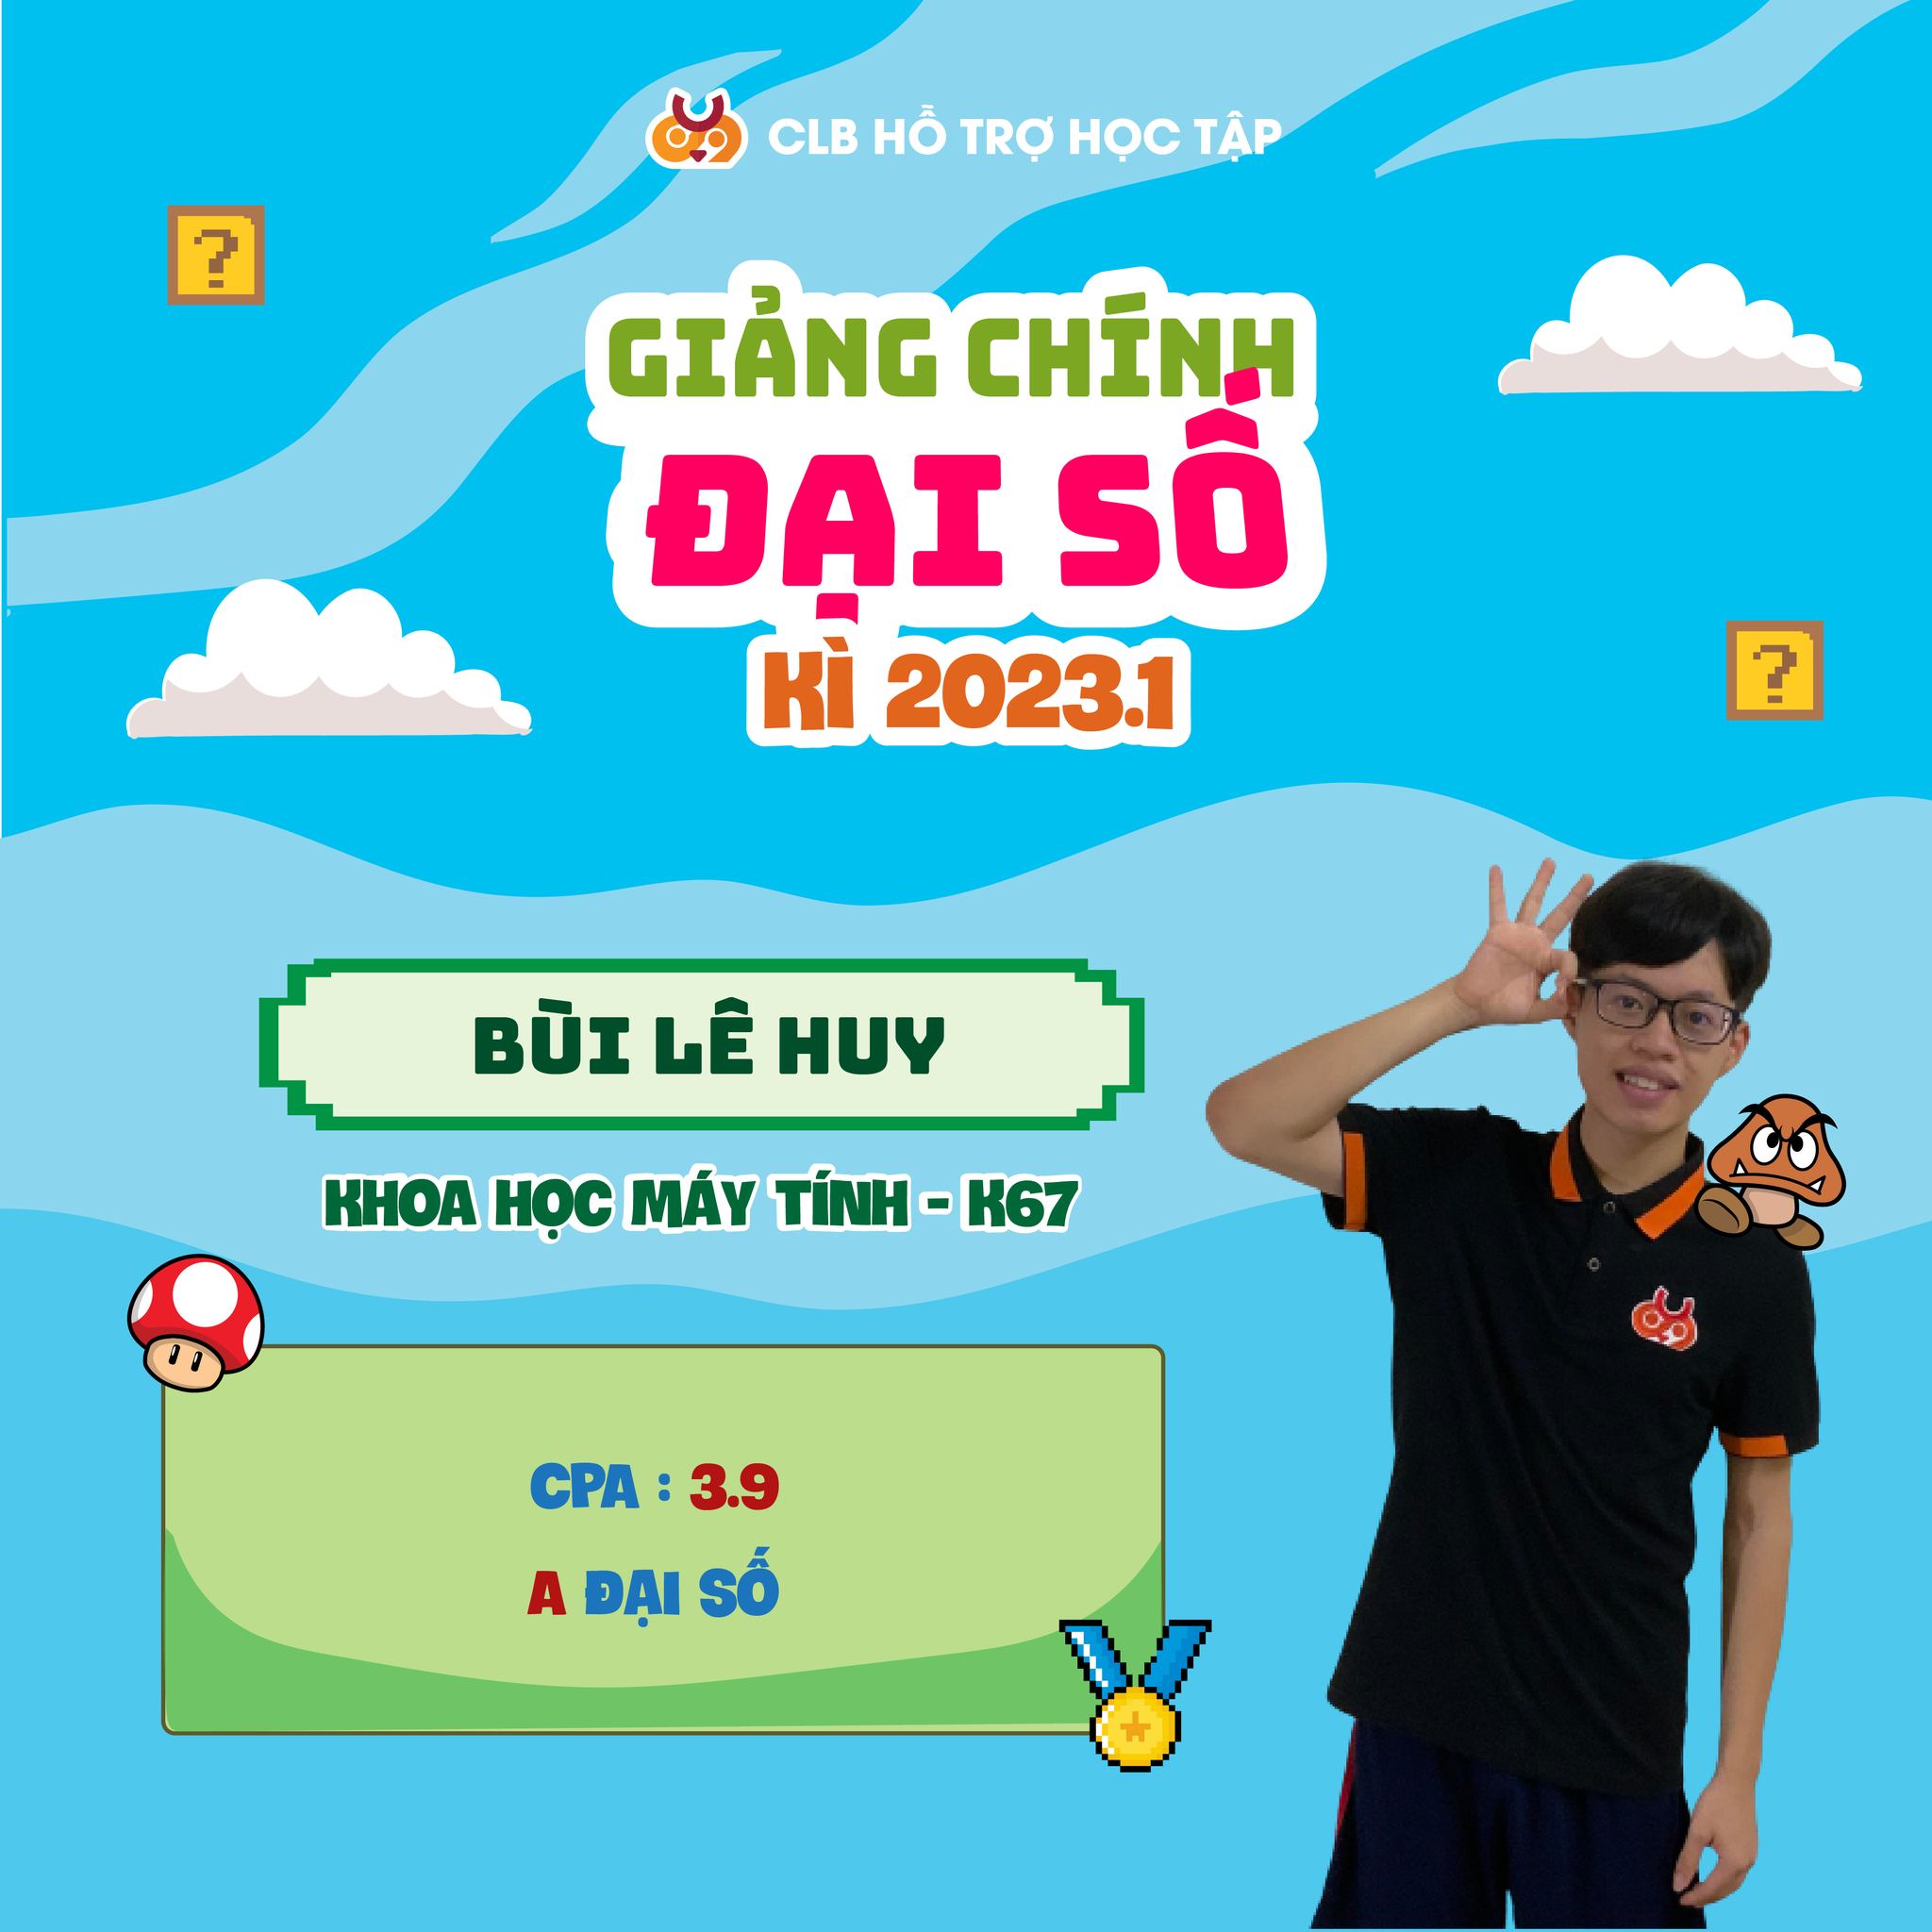 CLB HỖ TRỢ HỌC TẬP
?
GIẢNG CHÍNH
ĐẠI SỐ
KÌ 2023.1
?
BÙI LÊ HUY
KHOA HỌC MÁY TÍNH - K67
CPA : 3.9
A ĐẠI SỐ